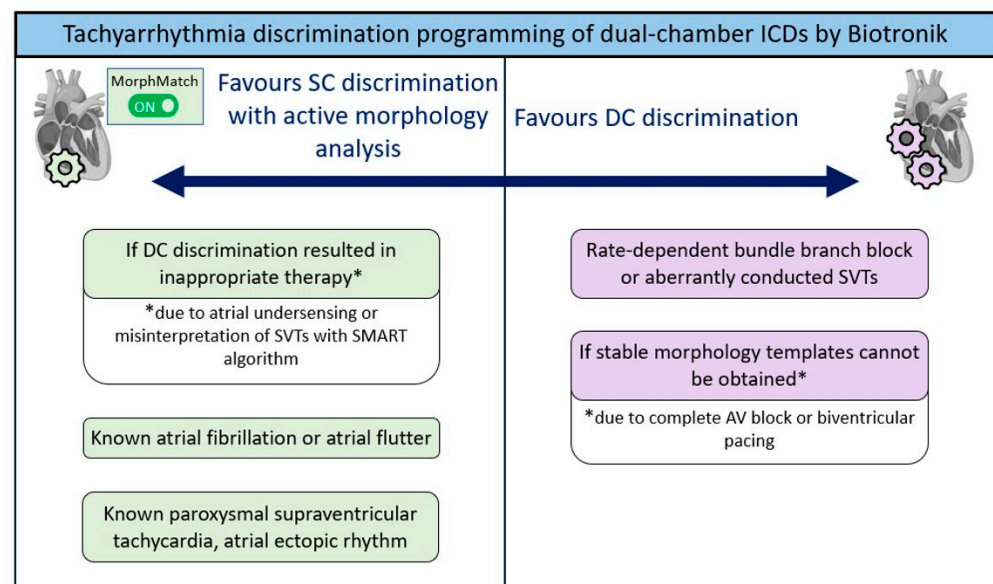 Tachyarrhythmia discrimination programming of dual-chamber ICDs by Biotronik
MorphMatch
ON
Favours SC discrimination
with active morphology
analysis
Favours DC discrimination
If DC discrimination resulted in
inappropriate therapy*
*due to atrial undersensing or
misinterpretation of SVTs with SMART
algorithm
Known atrial fibrillation or atrial flutter
Known paroxysmal supraventricular
tachycardia, atrial ectopic rhythm
Rate-dependent bundle branch block
or aberrantly conducted SVTs
If stable morphology templates cannot
be obtained*
*due to complete AV block or biventricular
pacing